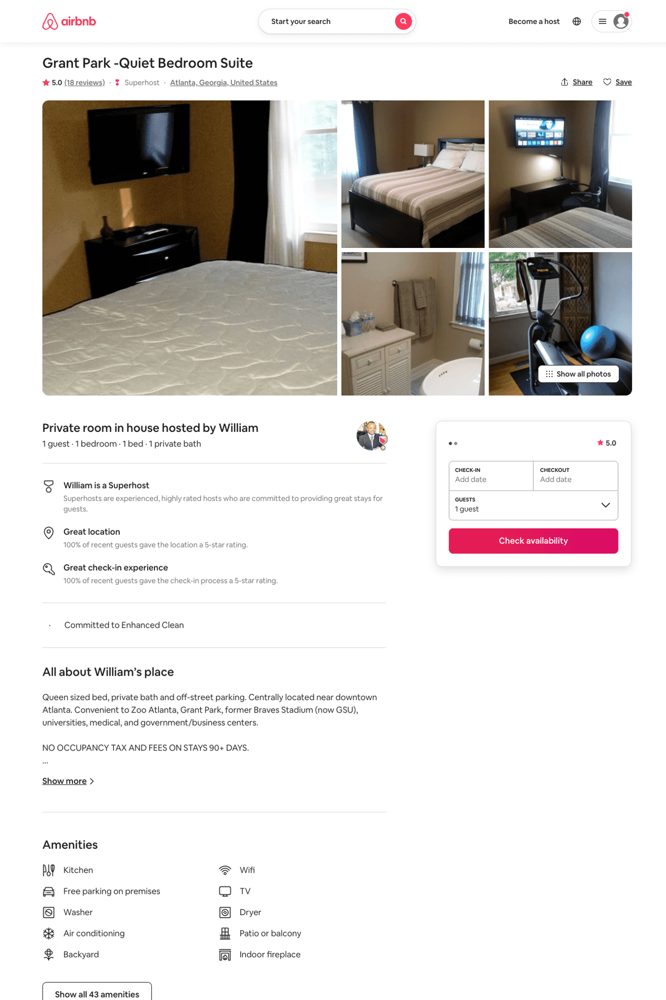 airbnb
Start your search
Become a host
Grant Park -Quiet Bedroom Suite
5.0 (18 reviews) · Superhost · Atlanta, Georgia, United States
Share
Save
Show all photos
Private room in house hosted by William
1 guest · 1 bedroom · 1 bed · 1 private bath
William is a Superhost
Superhosts are experienced, highly rated hosts who are committed to providing great stays for
guests.
Great location
100% of recent guests gave the location a 5-star rating.
Great check-in experience
100% of recent guests gave the check-in process a 5-star rating.
5.0
CHECK-IN
Add date
CHECKOUT
Add date
GUESTS
1 guest
Check availability
· Committed to Enhanced Clean
All about William’s place
Queen sized bed, private bath and off-street parking. Centrally located near downtown
Atlanta. Convenient to Zoo Atlanta, Grant Park, former Braves Stadium (now GSU),
universities, medical, and government/business centers.
NO OCCUPANCY TAX AND FEES ON STAYS 90+ DAYS.
...
Show more
Amenities
Kitchen
Wifi
Free parking on premises
TV
Washer
Dryer
Air conditioning
Patio or balcony
Backyard
Indoor fireplace
Show all 43 amenities